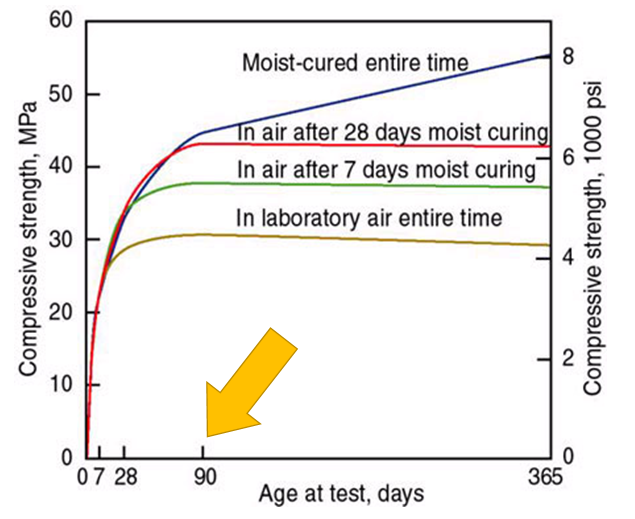 60
50
40
30
20
10
0
Compressive strength, MPa
Moist-cured entire time
In air after 28 days moist curing
In air after 7 days moist curing
In laboratory air entire time
8
6
4
2
0
Compressive strength, 1000 psi
0 7 28 90 365
Age at test, days